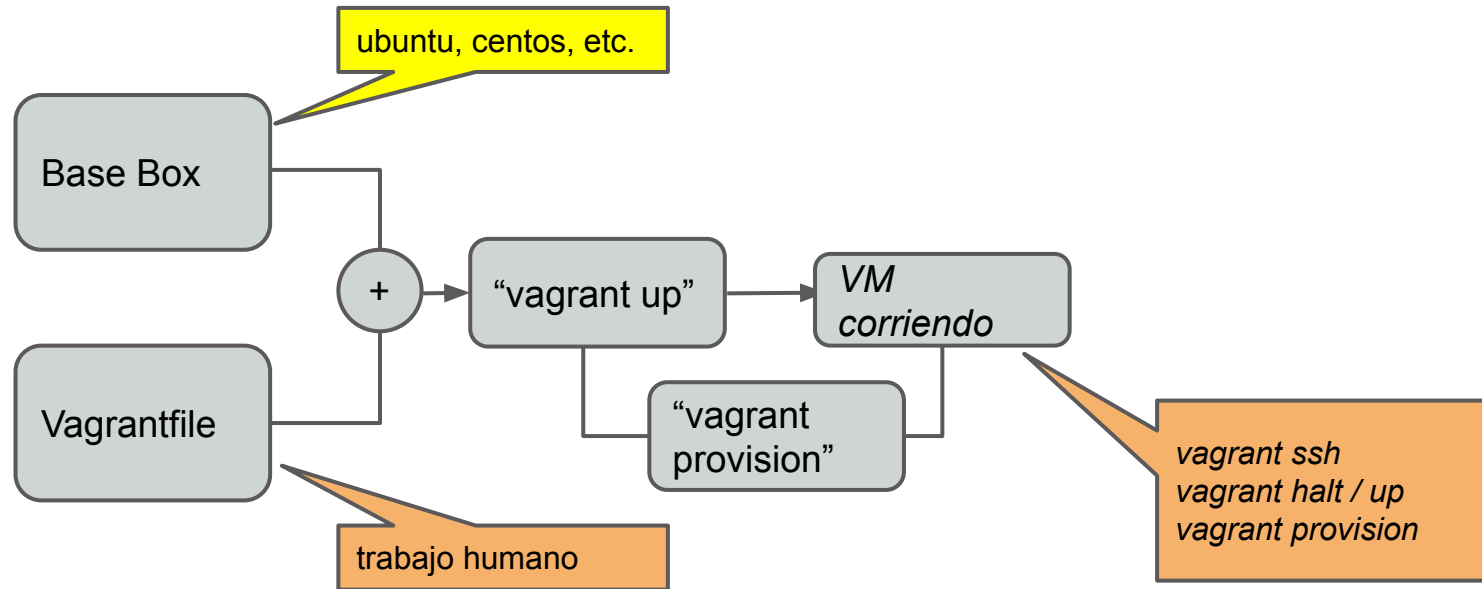 ubuntu, centos, etc.
Base Box
+
“vagrant up”
VM
corriendo
Vagrantfile
“vagrant
provision”
trabajo humano
vagrant ssh
vagrant halt / up
vagrant provision